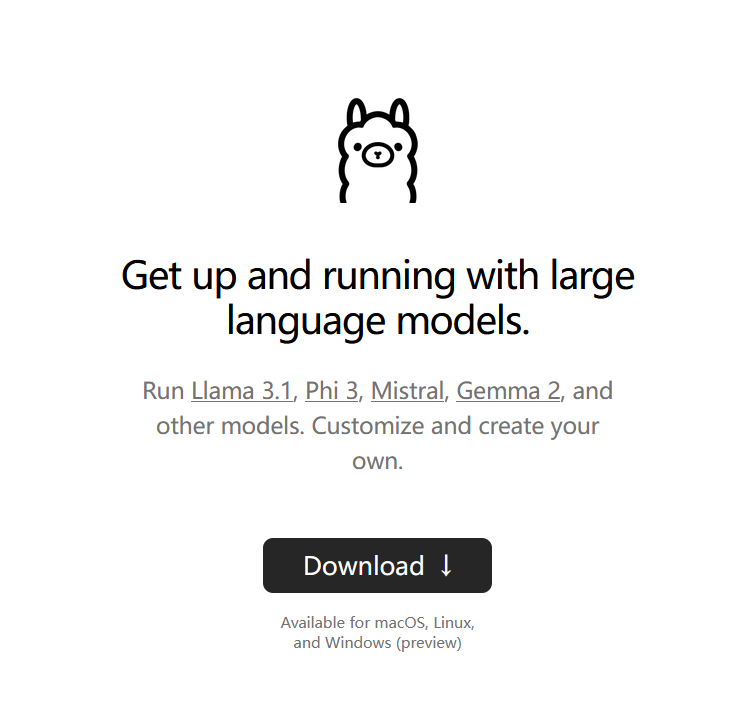 Get up and running with large
language models.
Run Llama 3.1, Phi 3, Mistral, Gemma 2, and
other models. Customize and create your
own.
Download ↓
Available for macOS, Linux,
and Windows (preview)